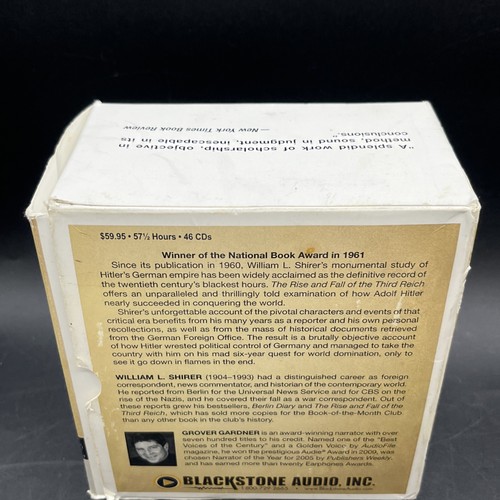 "A splendid work of scholarship, objective in
method, sound in judgment, inescapable in its
conclusions."
—New York Times Book Review
$59.95 • 57½ Hours • 46 CDs
Winner of the National Book Award in 1961
Since its publication in 1960, William L. Shirer's monumental study of
Hitler's German empire has been widely acclaimed as the definitive record of
the twentieth century's blackest hours. The Rise and Fall of the Third Reich
offers an unparalleled and thrillingly told examination of how Adolf Hitler
nearly succeeded in conquering the world.
Shirer's unforgettable account of the pivotal characters and events of that
critical era benefits from his many years as a reporter and his own personal
recollections, as well as from the mass of historical documents retrieved
from the German Foreign Office. The result is a brutally objective account
of how Hitler wrested political control of Germany and managed to take the
country with him on his mad six-year quest for world domination, only to
see it go down in flames in the end.
WILLIAM L. SHIRER (1904–1993) had a distinguished career as foreign
correspondent, news commentator, and historian of the contemporary world.
He reported from Berlin for the Universal News Service and for CBS on the
rise of the Nazis, and he covered their fall as a war correspondent. Out of
these reports grew his bestsellers, Berlin Diary and The Rise and Fall of the
Third Reich, which has sold more copies for the Book-of-the-Month Club
than any other book in the club's history.
GROVER GARDNER is an award-winning narrator with over
seven hundred titles to his credit. Named one of the "Best
Voices of the Century" and a Golden Voice by AudioFile
magazine, he won the prestigious Audie® Award in 2000, was
chosen Narrator of the Year for 2005 by Publishers Weekly,
and has earned more than twenty Earphones Awards.
BLACKSTONE AUDIO, INC.